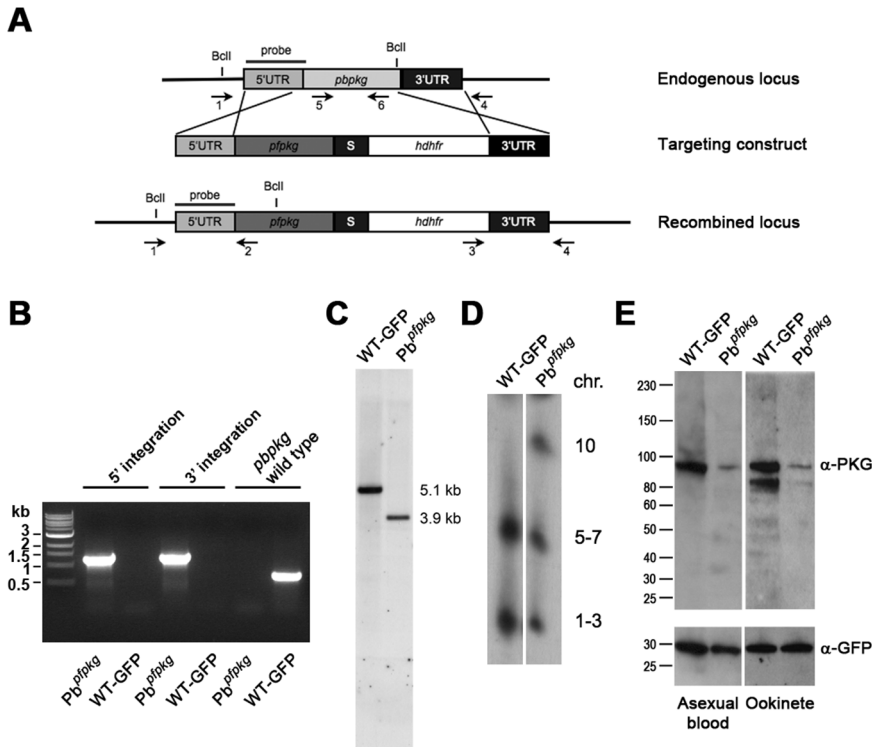 A
BclI
probe
BclI
5'UTR
pbpkg
3'UTR
Endogenous locus
1
5
6
4
5'UTR
pfpkg
S
hdhfr
3'UTR
Targeting construct
BclI
probe
BclI
5'UTR
pfpkg
S
hdhfr
3'UTR
Recombined locus
1
2
3
4
B
5' integration
3' integration
pbpkg
wild type
kb
3
2
1.5
1
0.5
Pbpfpkg
WT-GFP
Pbpfpkg
WT-GFP
Pbpfpkg
WT-GFP
C
WT-GFP
Pbpfpkg
5.1 kb
3.9 kb
D
WT-GFP
Pbpfpkg
chr.
10
5-7
1-3
E
WT-GFP
Pbpfpkg
WT-GFP
Pbpfpkg
230
150
100
80
60
50
40
30
25
α-PKG
30
25
α-GFP
Asexual
blood
Ookinete